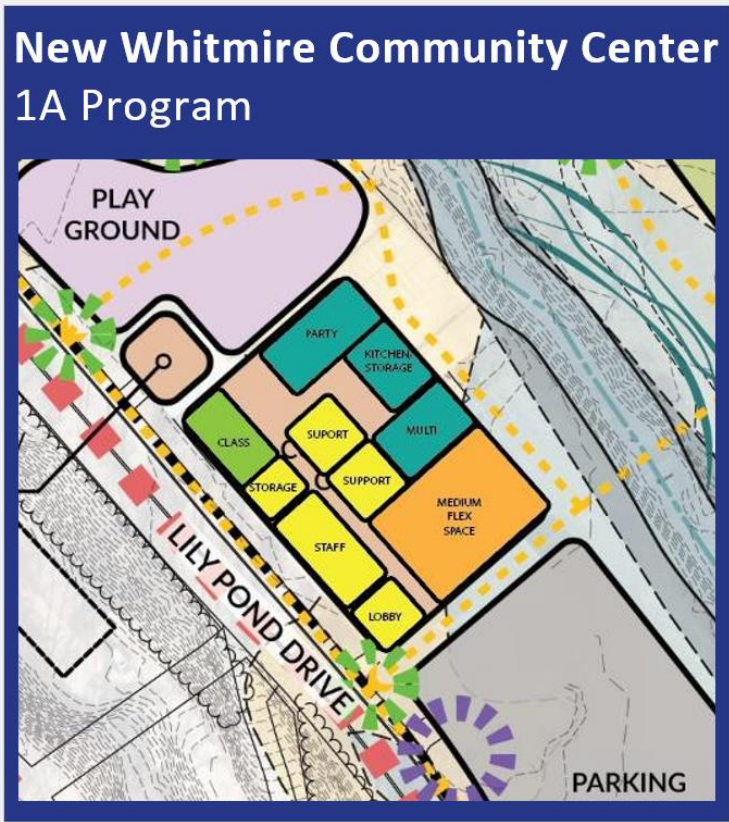 New Whitmire Community Center
1A Program
PLAY
GROUND
PARTY
KITCHEN/
STORAGE
MULTI
CLASS
SUPORT
STORAGE
SUPPORT
MEDIUM
FLEX
SPACE
STAFF
LOBBY
LILY POND DRIVE
PARKING